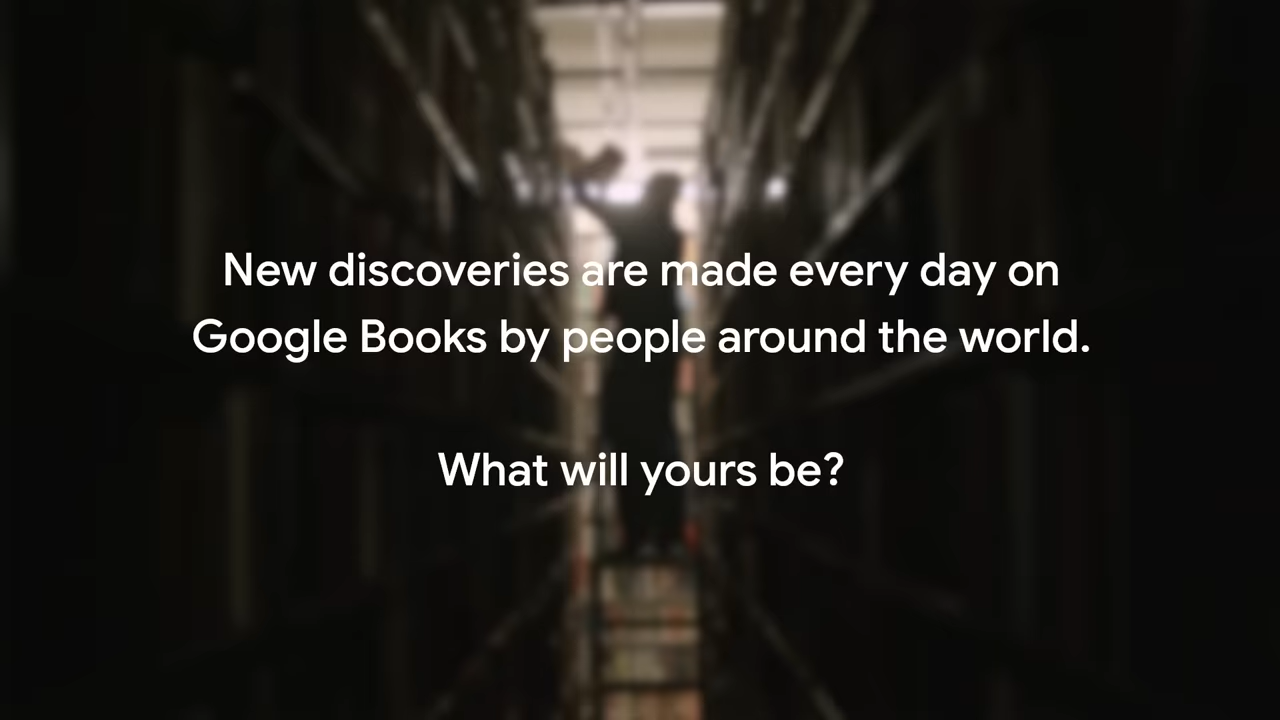 New discoveries are made every day on
Google Books by people around the world.
What will yours be?